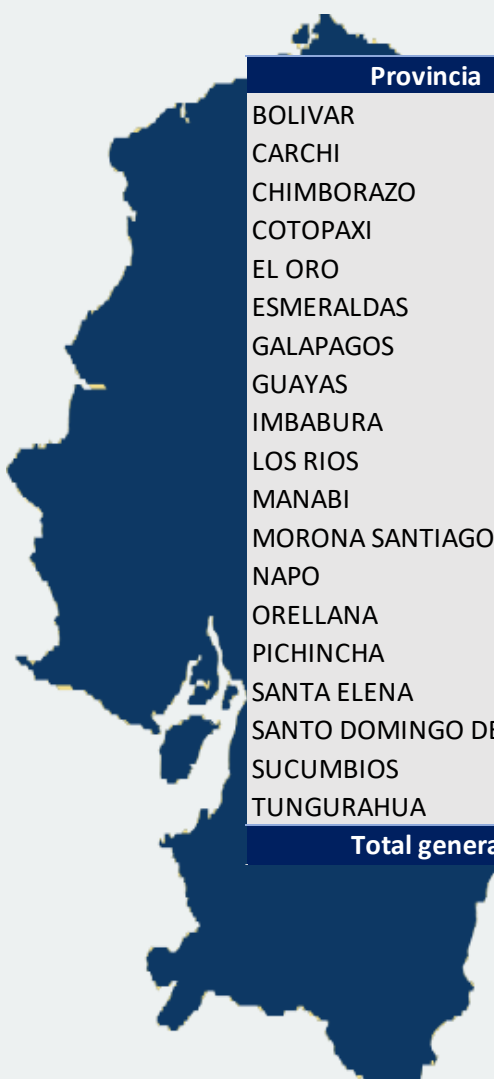 Provincia
BOLIVAR
CARCHI
CHIMBORAZO
COTOPAXI
EL ORO
ESMERALDAS
GALAPAGOS
GUAYAS
IMBABURA
LOS RIOS
MANABI
MORONA SANTIAGO
NAPO
ORELLANA
PICHINCHA
SANTA ELENA
SANTO DOMINGO DE
SUCUMBIOS
TUNGURAHUA
Total genera